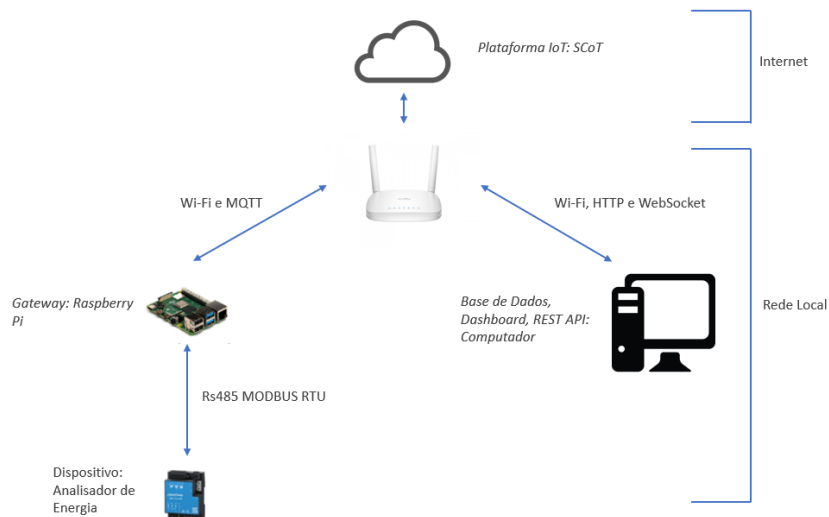 Plataforma IoT: SCoT
Internet
Wi-Fi e MQTT
Wi-Fi, HTTP e WebSocket
Gateway: Raspberry
Pi
Base de Dados,
Dashboard, REST API:
Computador
Rede Local
Rs485 MODBUS RTU
Dispositivo:
Analisador de
Energia